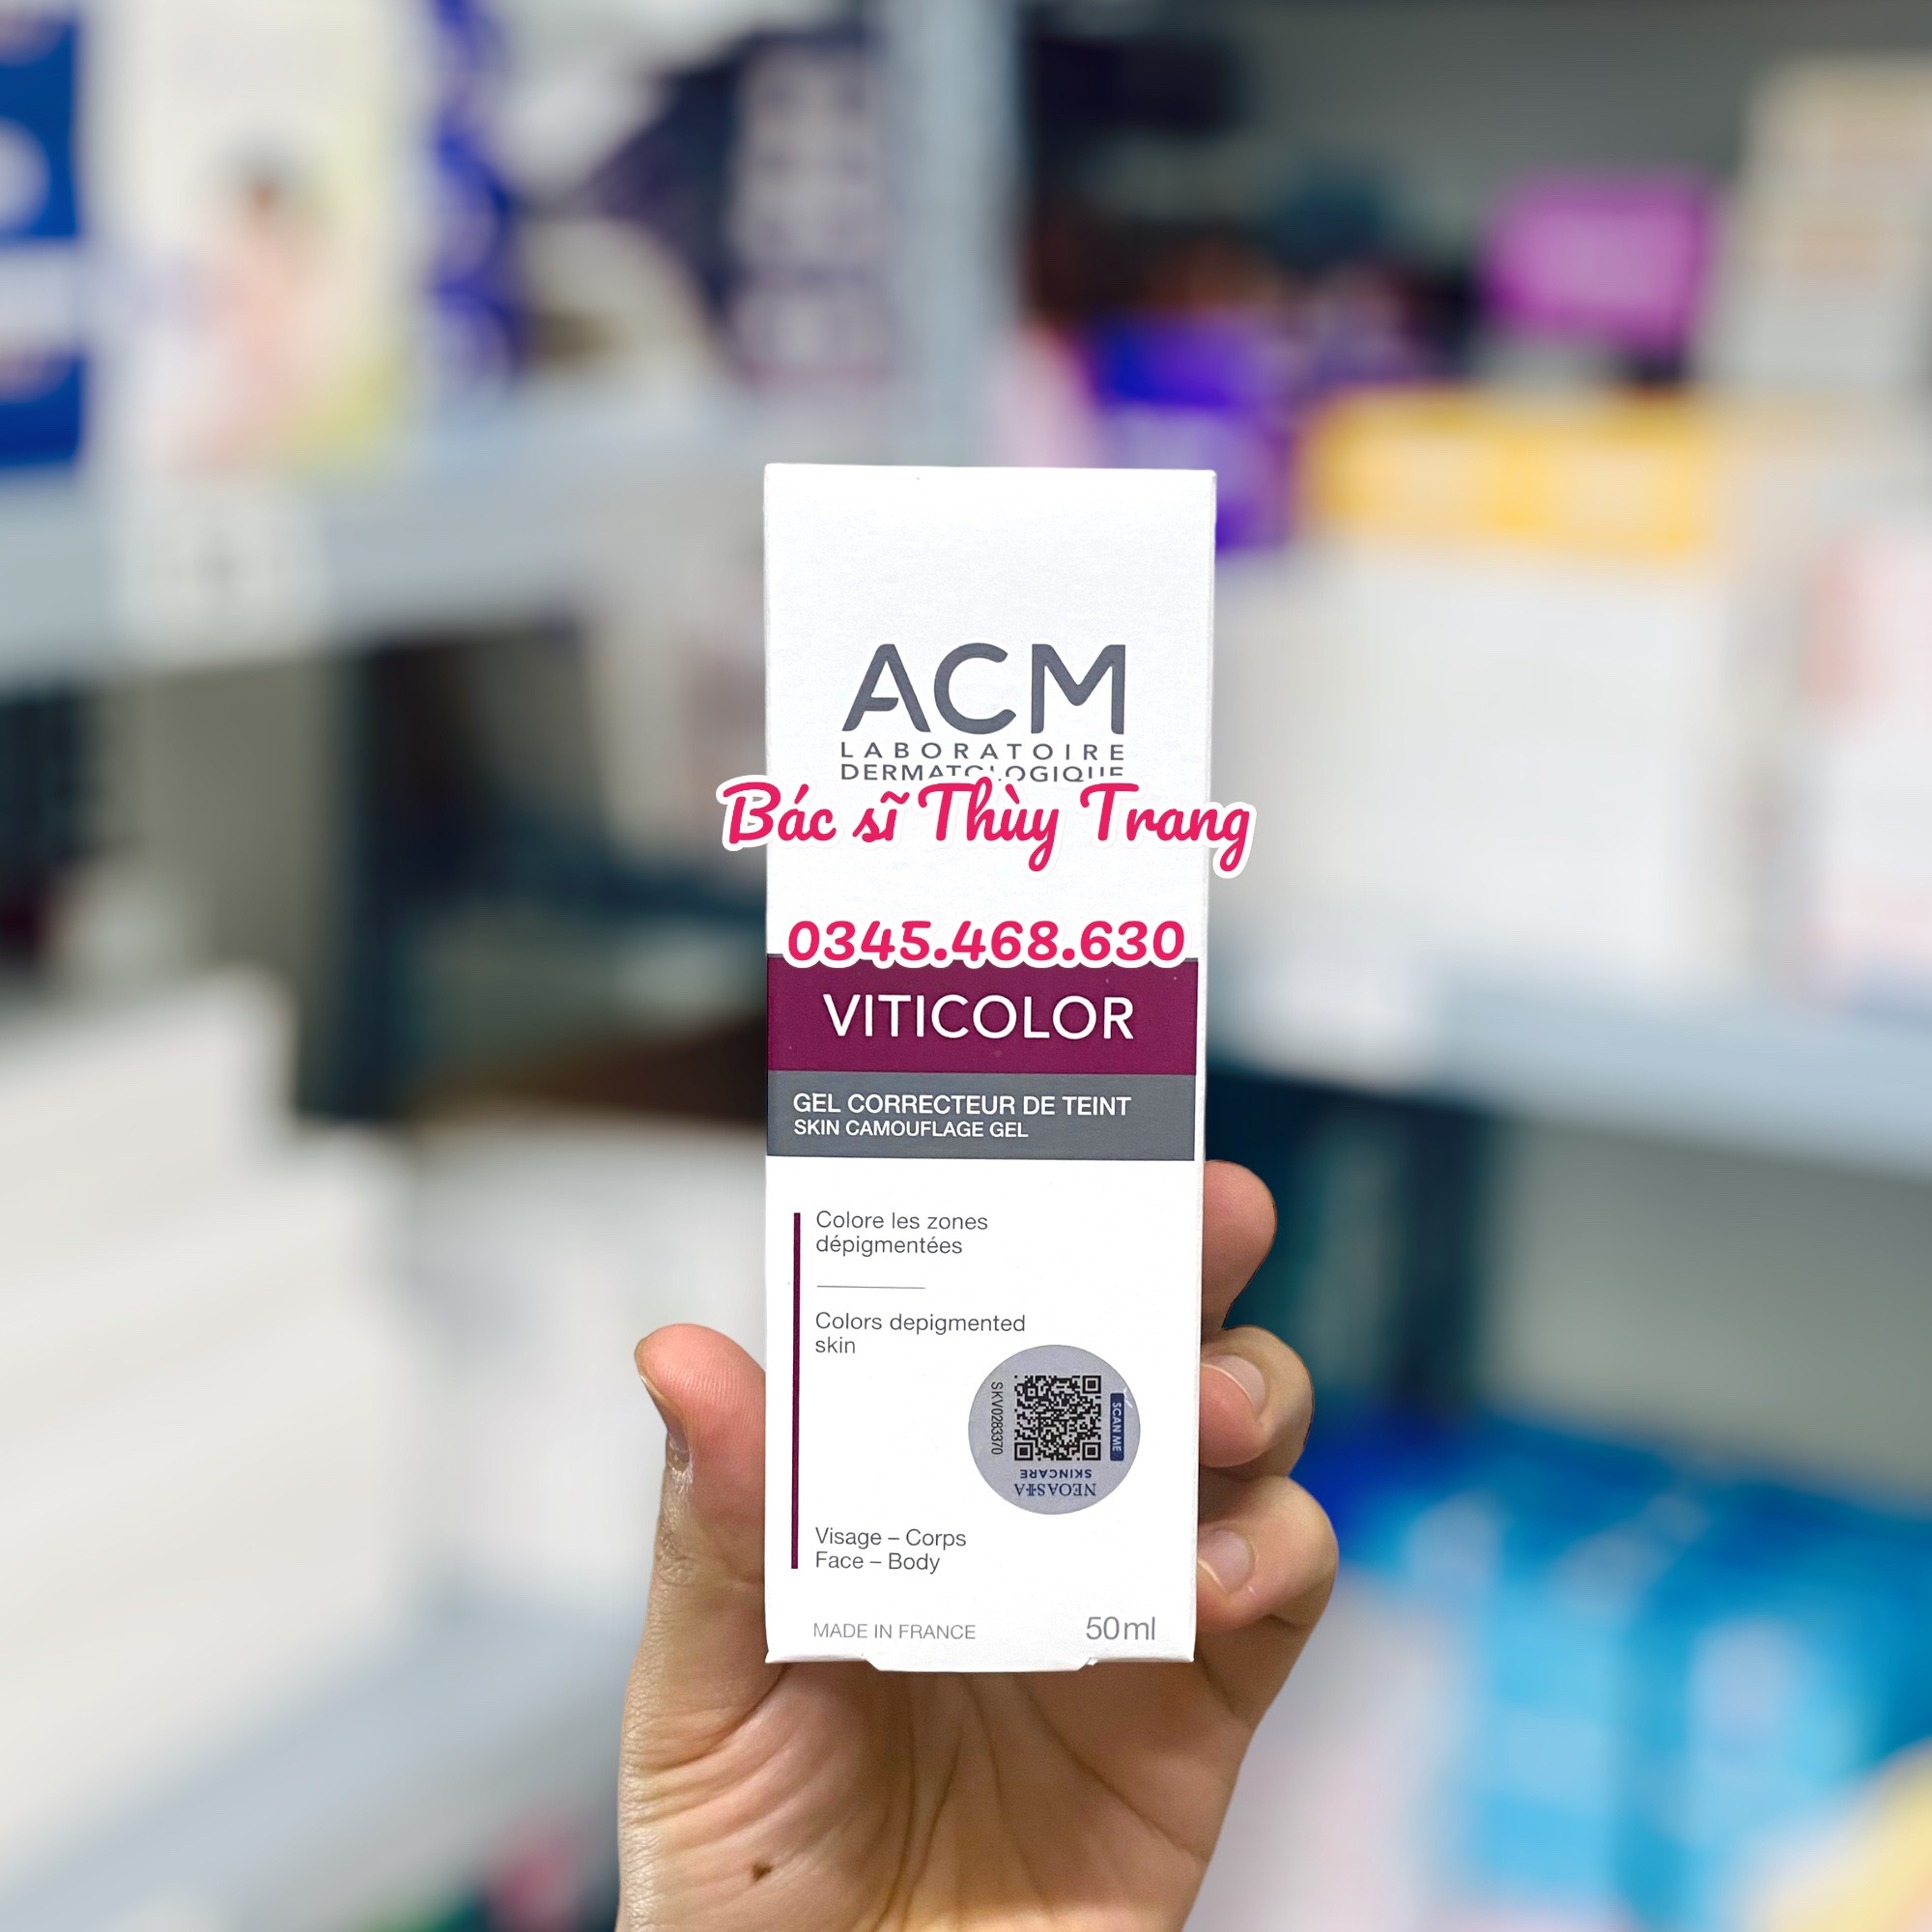 ACM
LABORATOIRE
DERMATOLOGIQUE
Bác sĩ Thùy Trang
0345.468.630
VITICOLOR
GEL CORRECTEUR DE TEINT
SKIN CAMOUFLAGE GEL
Colore les zones
dépigmentées
Colors depigmented
skin
SKV0283370
SCAN ME
NEOASIA
SKINCARE
Visage – Corps
Face – Body
MADE IN FRANCE
50ml